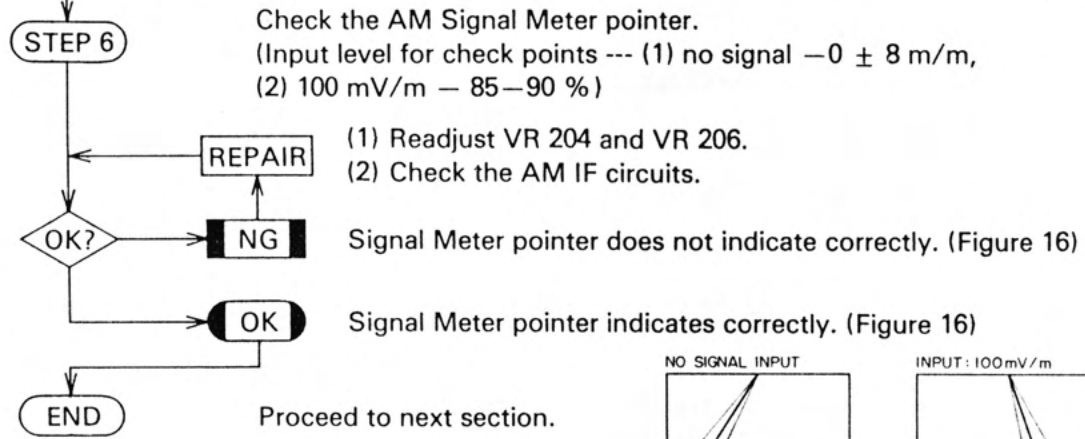 STEP 6
Check the AM Signal Meter pointer.
(Input level for check points --- (1) no signal −0 ± 8 m/m,
(2) 100 mV/m − 85−90 %)
REPAIR
(1) Readjust VR 204 and VR 206.
(2) Check the AM IF circuits.
OK?
NG
Signal Meter pointer does not indicate correctly. (Figure 16)
OK
Signal Meter pointer indicates correctly. (Figure 16)
NO SIGNAL INPUT
INPUT: 100mV/m
END
Proceed to next section.